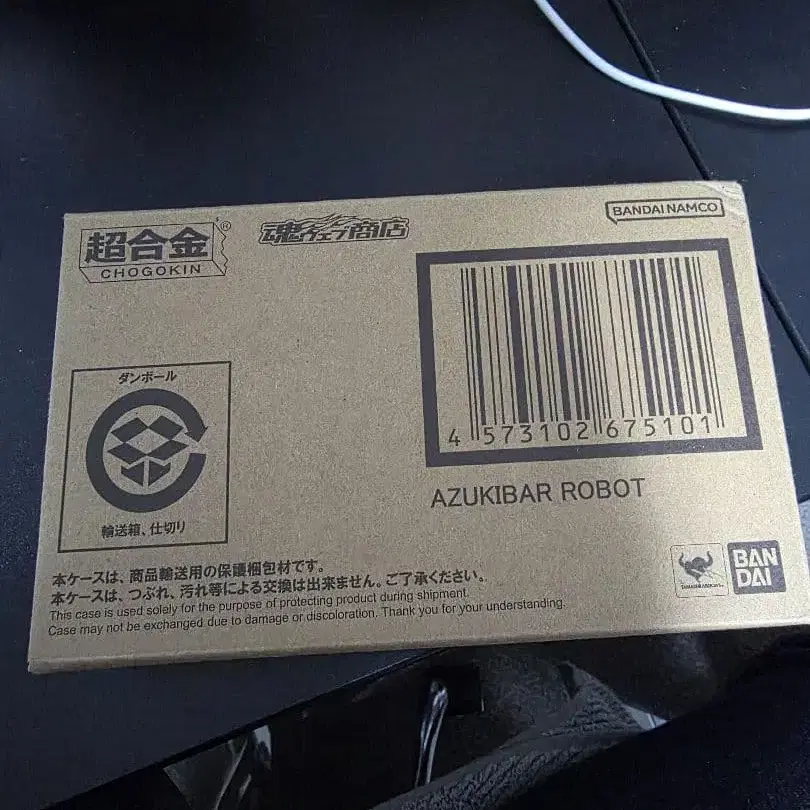 超合金®
CHOGOKIN
魂ウェブ商店
BANDAI NAMCO
4 573102 675101
AZUKIBAR ROBOT
ダンボール
輸送箱、仕切り
本ケースは、商品輸送用の保護梱包材です。
本ケースは、つぶれ、汚れ等による交換は出来ません。ご了承ください。
This case is used solely for the purpose of protecting product during shipment.
Case may not be exchanged due to damage or discoloration. Thank you for your understanding.
TAMASHII NATIONS
BAN
DAI